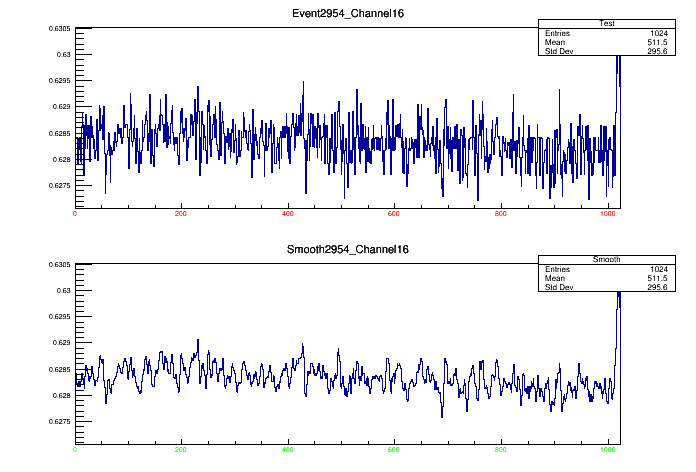 Event2954_Channel16
Test
Entries 1024
Mean 511.5
Std Dev 295.6
0.6305
0.63
0.6295
0.629
0.6285
0.628
0.6275
0 200 400 600 800 1000
Smooth2954_Channel16
Smooth
Entries 1024
Mean 511.5
Std Dev 295.6
0.6305
0.63
0.6295
0.629
0.6285
0.628
0.6275
0 200 400 600 800 1000